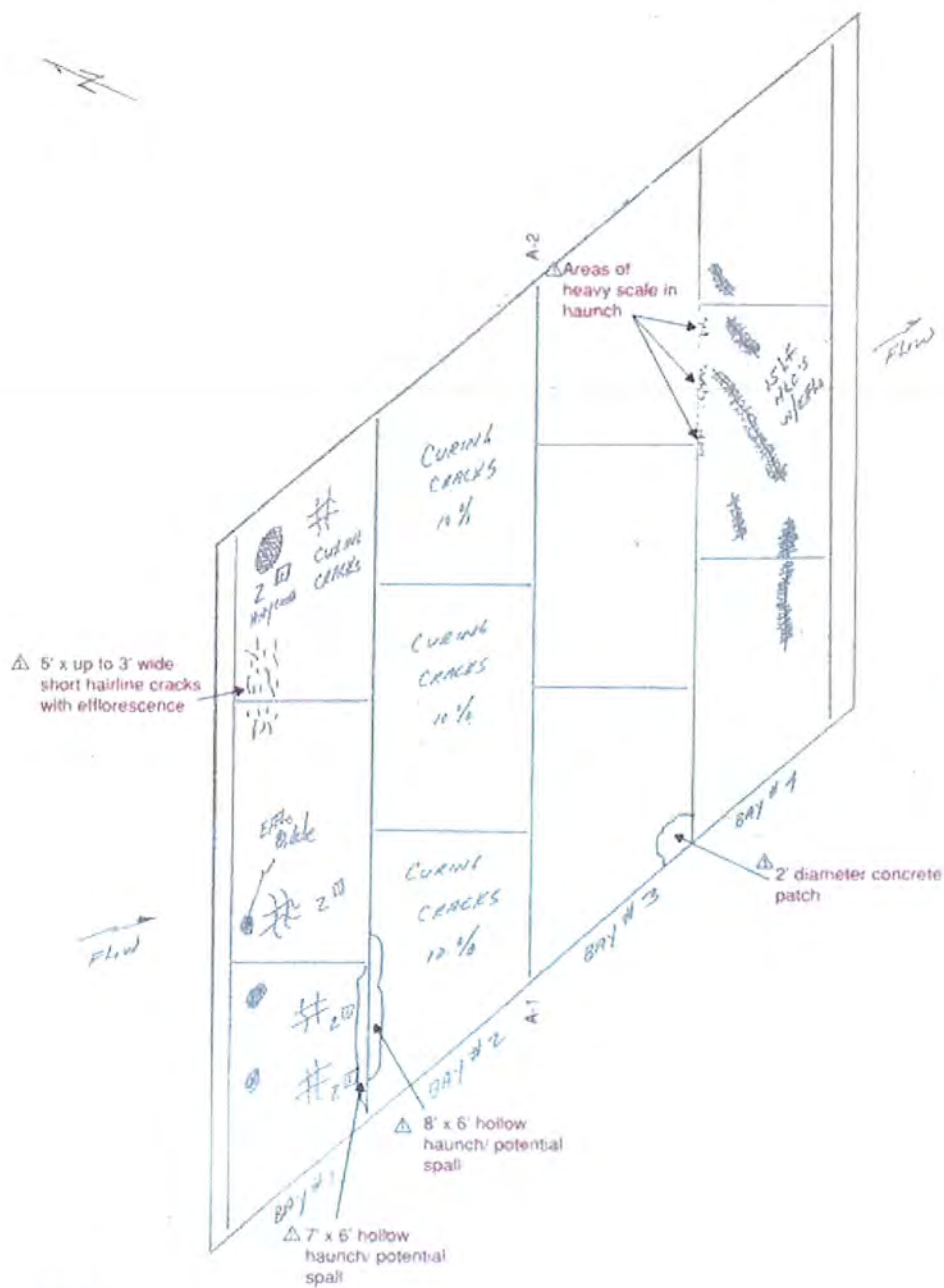 N
A-2
Areas of
heavy scale in
haunch
FLOW
15 LF
HLC'S
W/EFFLO
CURING
CRACKS
10 %
CURING
CRACKS
2
5' x up to 3' wide
short hairline cracks
with efflorescence
CURING
CRACKS
10 %
Efflo
2
BAY # 4
2' diameter concrete
patch
CURING
CRACKS
10 %
FLOW
BAY # 3
A-1
2
BAY # 2
2
8' x 6' hollow
haunch/ potential
spall
BAY # 1
7' x 6' hollow
haunch/ potential
spall